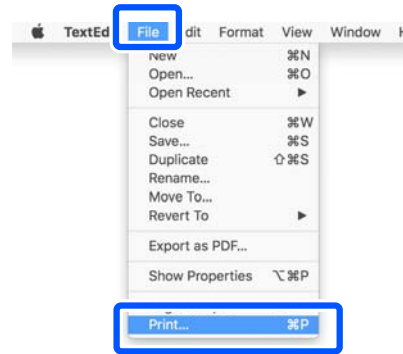 TextEd File dit Format View Window
New ⌘N
Open... ⌘O
Open Recent ▶
Close ⌘W
Save... ⌘S
Duplicate ⇧⌘S
Rename...
Move To...
Revert To ▶
Export as PDF...
Show Properties ⌥⌘P
Print... ⌘P